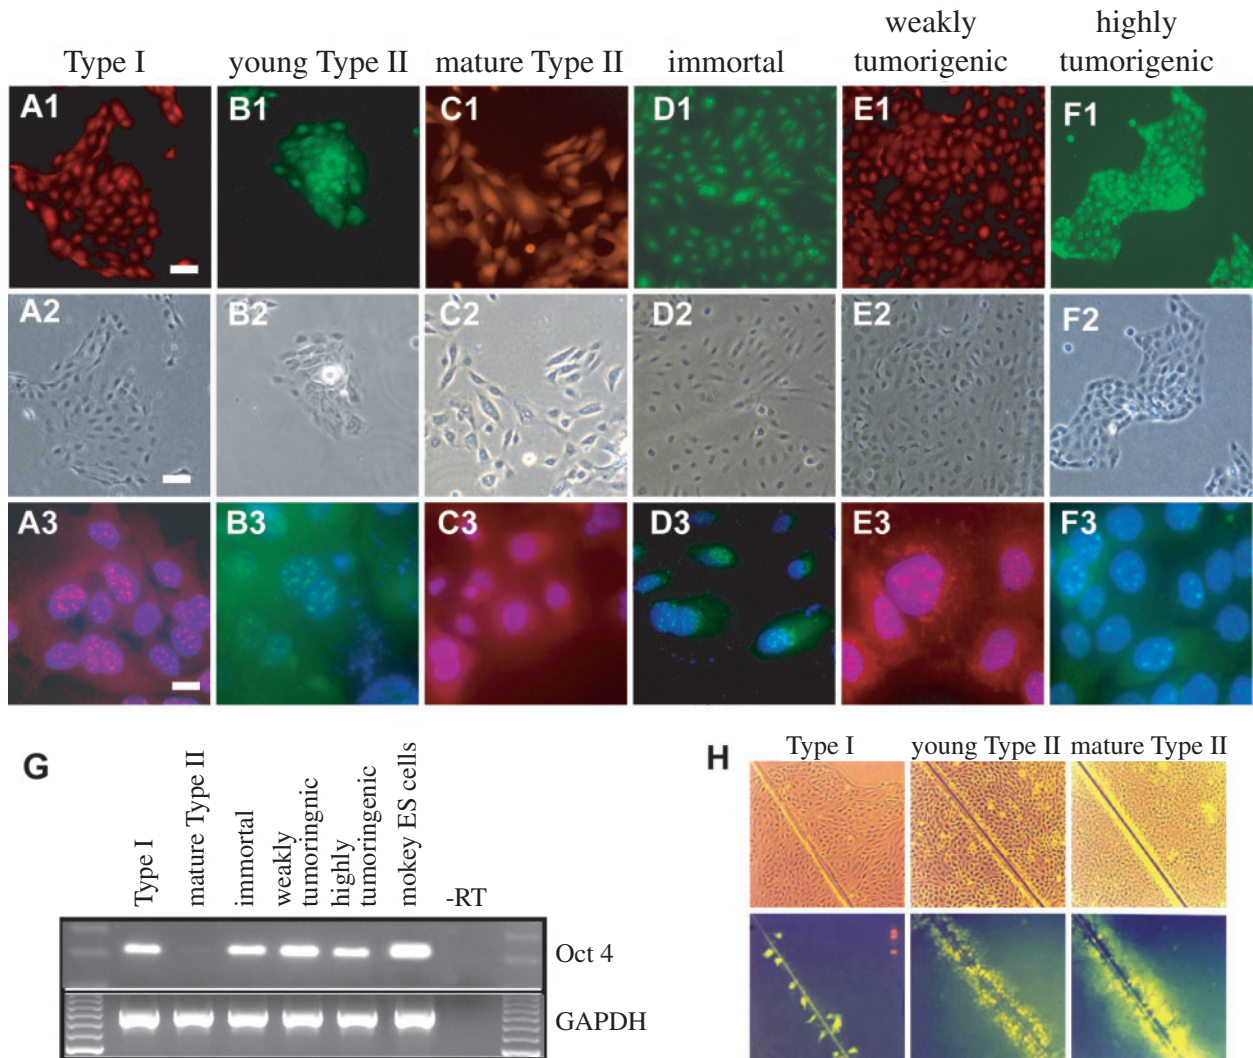 weakly highly
Type I young Type II mature Type II immortal tumorigenic tumorigenic
A1 B1 C1 D1 E1 F1
A2 B2 C2 D2 E2 F2
A3 B3 C3 D3 E3 F3
G
Type I
mature Type II
immortal
weakly
tumoringnic
highly
tumoringenic
mokey ES cells
-RT
Oct 4
GAPDH
H
Type I young Type II mature Type II